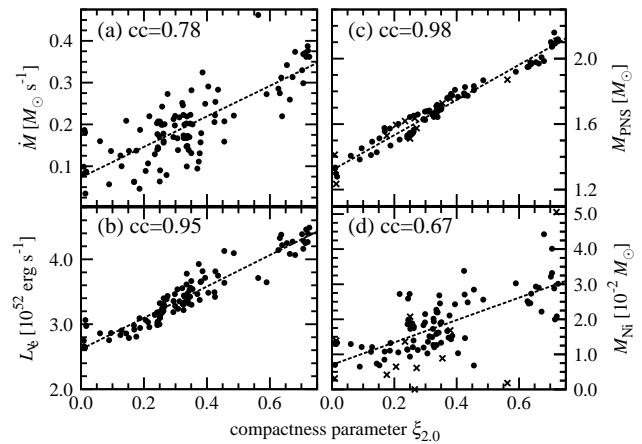 (a) cc=0.78
(c) cc=0.98
0.4
0.3
0.2
0.1
Ṁ [M⊙ s⁻¹]
2.0
1.6
1.2
M_PNS [M⊙]
(b) cc=0.95
(d) cc=0.67
4.0
3.0
2.0
L_ν̄e [10⁵² erg s⁻¹]
5.0
4.0
3.0
2.0
1.0
0.0
M_Ni [10⁻² M⊙]
0.0 0.2 0.4 0.6 0.0 0.2 0.4 0.6
compactness parameter ξ₂.₀